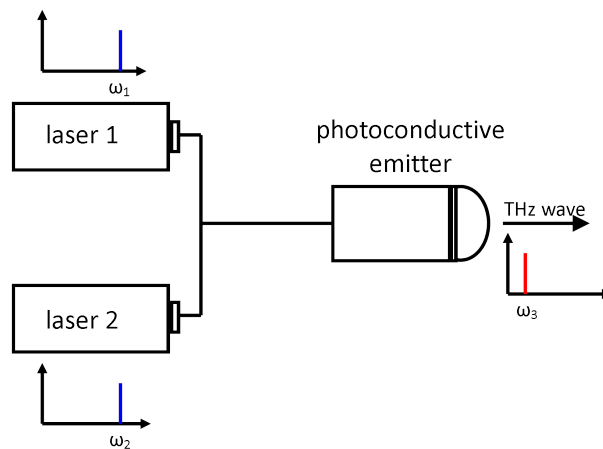 ω₁
laser 1
photoconductive
emitter
THz wave
ω₃
laser 2
ω₂